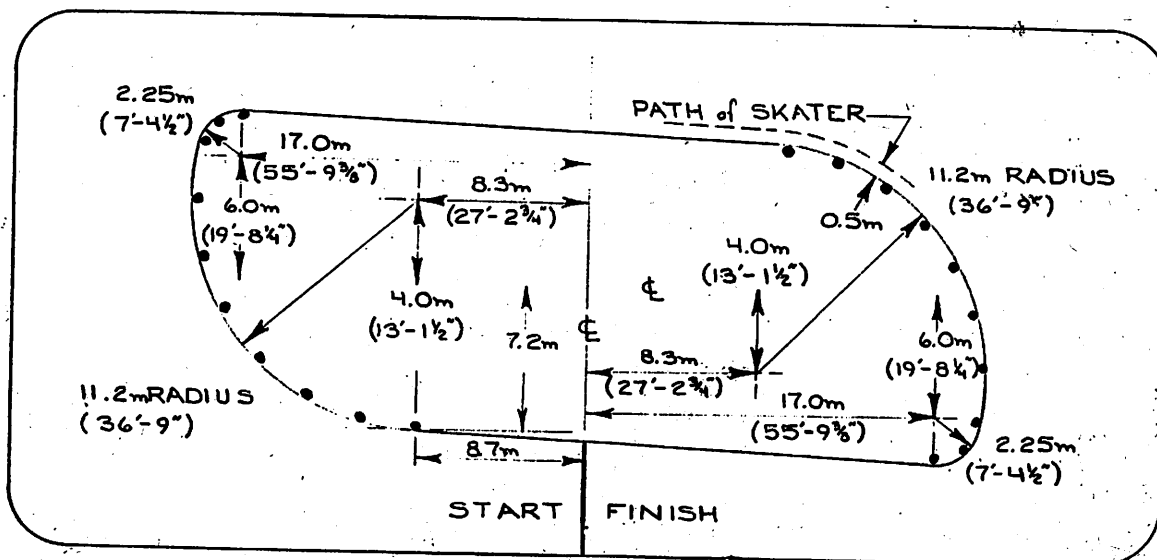 2.25m
(7'-4½")
PATH of SKATER
17.0m
(55'-9⅜")
11.2m RADIUS
(36'-9")
8.3m
(27'-2¾")
6.0m
(19'-8¼")
0.5m
4.0m
(13'-1½")
4.0m
(13'-1½")
7.2m
℄
℄
8.3m
(27'-2¾")
6.0m
(19'-8¼")
11.2m RADIUS
(36'-9")
17.0m
(55'-9⅜")
8.7m
2.25m
(7'-4½")
START FINISH